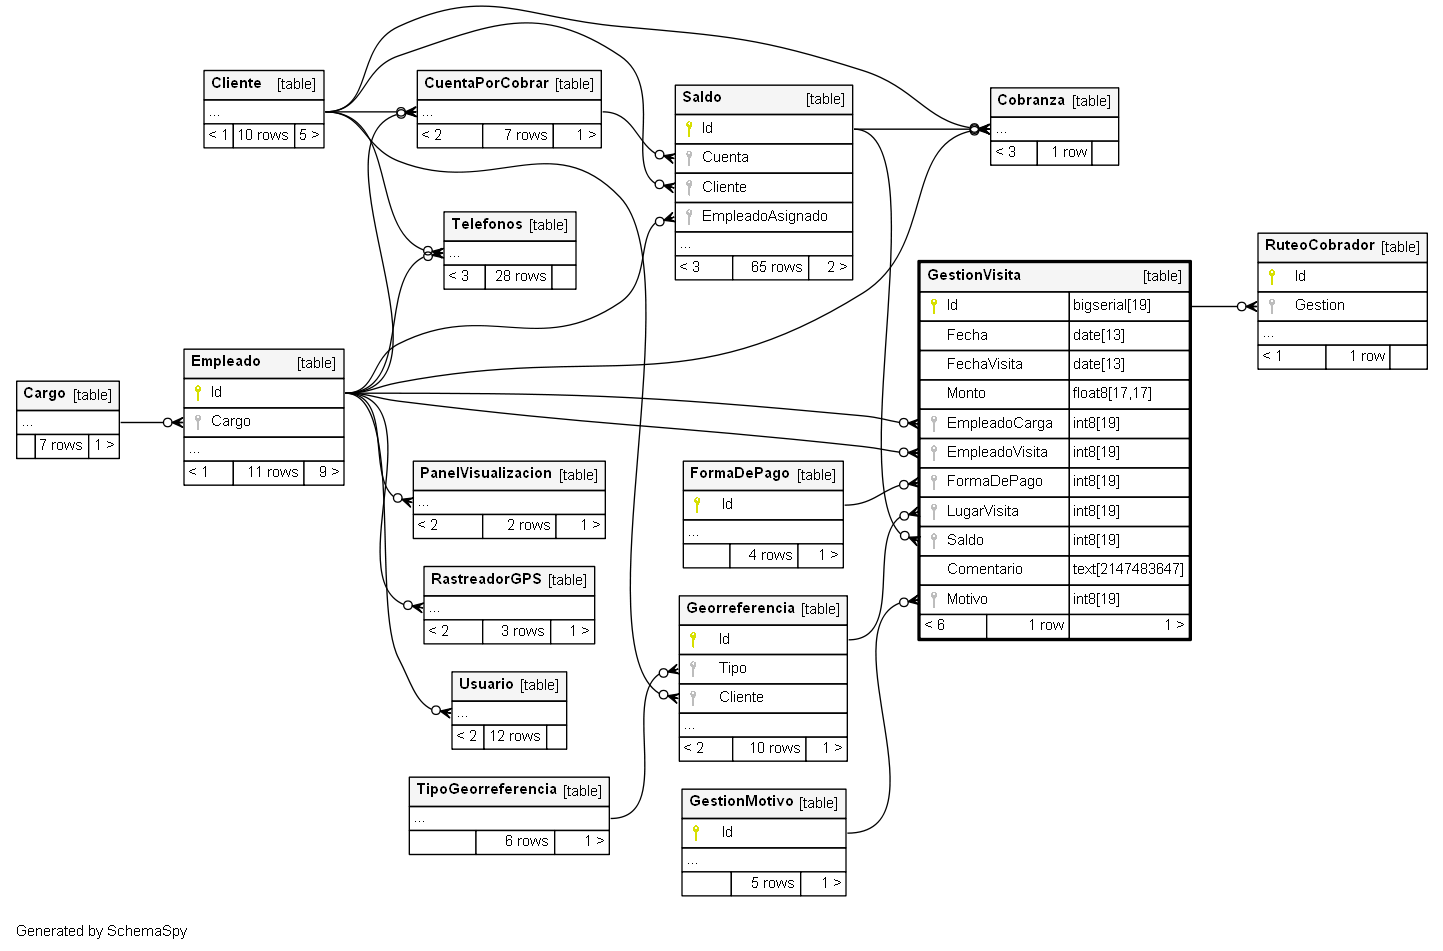 Cliente [table]
...
< 1 10 rows 5 >
CuentaPorCobrar [table]
...
< 2 7 rows 1 >
Saldo [table]
Id
Cuenta
Cliente
EmpleadoAsignado
...
< 3 65 rows 2 >
Cobranza [table]
...
< 3 1 row
Telefonos [table]
...
< 3 28 rows
GestionVisita [table]
Id bigserial[19]
Fecha date[13]
FechaVisita date[13]
Monto float8[17,17]
EmpleadoCarga int8[19]
EmpleadoVisita int8[19]
FormaDePago int8[19]
LugarVisita int8[19]
Saldo int8[19]
Comentario text[2147483647]
Motivo int8[19]
< 6 1 row 1 >
RuteoCobrador [table]
Id
Gestion
...
< 1 1 row
Cargo [table]
...
7 rows 1 >
Empleado [table]
Id
Cargo
...
< 1 11 rows 9 >
PanelVisualizacion [table]
...
< 2 2 rows 1 >
FormaDePago [table]
Id
...
4 rows 1 >
RastreadorGPS [table]
...
< 2 3 rows 1 >
Georreferencia [table]
Id
Tipo
Cliente
...
< 2 10 rows 1 >
Usuario [table]
...
< 2 12 rows
TipoGeorreferencia [table]
...
6 rows 1 >
GestionMotivo [table]
Id
...
5 rows 1 >
Generated by SchemaSpy